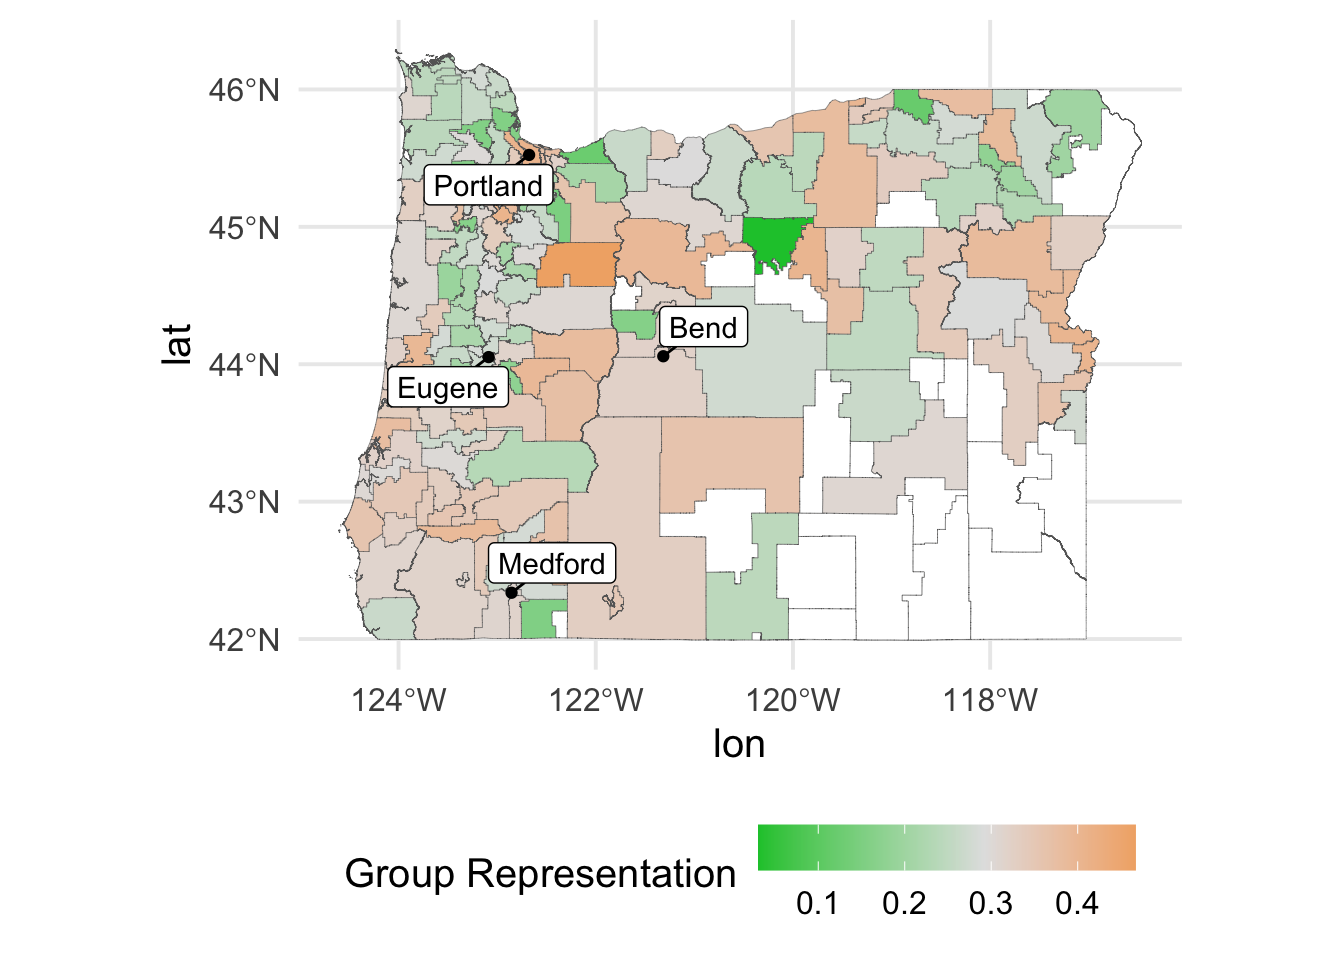 46°N
45°N
44°N
43°N
42°N
lat
Portland
Bend
Eugene
Medford
124°W 122°W 120°W 118°W
lon
Group Representation
0.1 0.2 0.3 0.4